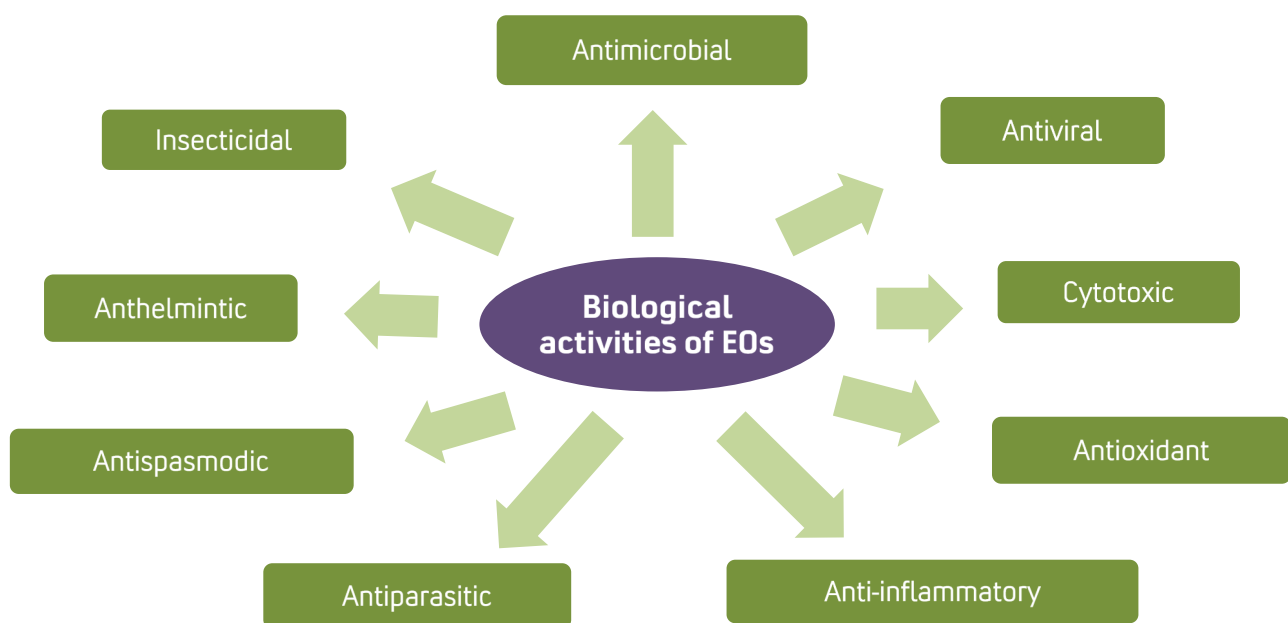 Antimicrobial
Insecticidal
Antiviral
Anthelmintic
Cytotoxic
Biological
activities of EOs
Antispasmodic
Antioxidant
Antiparasitic
Anti-inflammatory